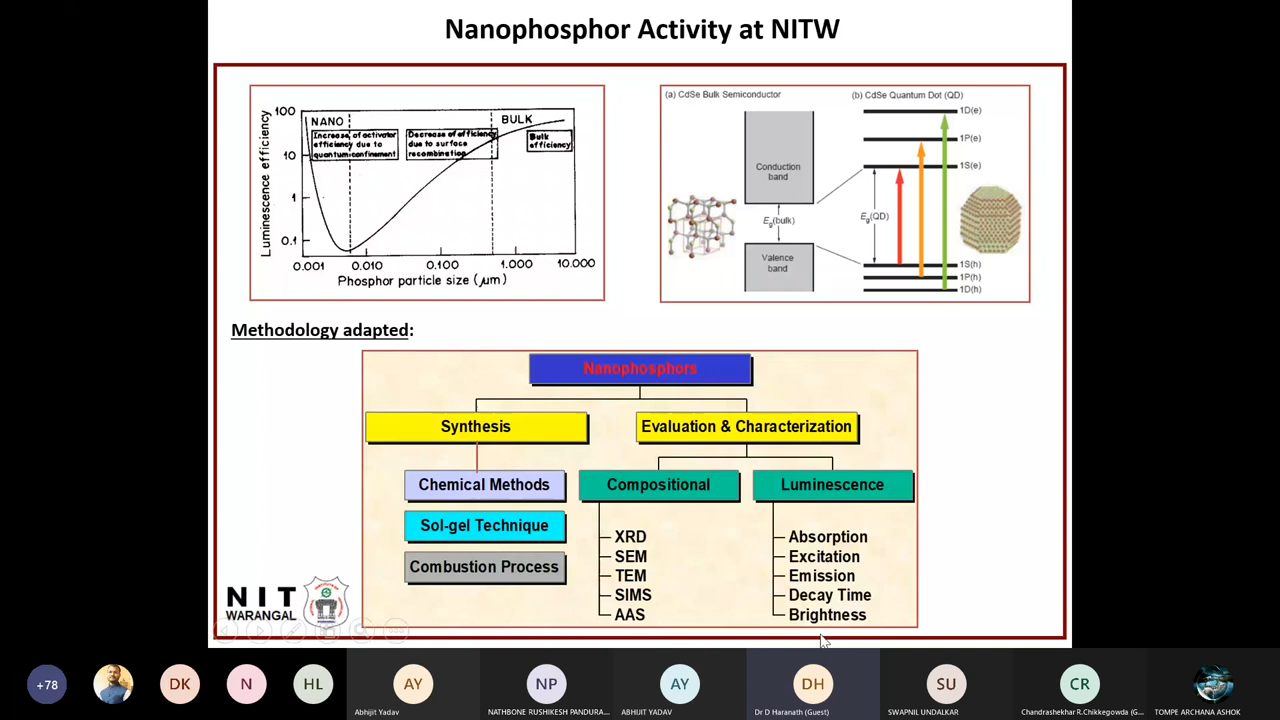 Nanophosphor Activity at NITW
Luminescence efficiency
100
10
1
0.1
NANO
BULK
Increase of activator
efficiency due to
quantum confinement
Decrease of efficiency
due to surface
recombination
Bulk
efficiency
0.001
0.010
0.100
1.000
10.000
Phosphor particle size (μm)
(a) CdSe Bulk Semiconductor
(b) CdSe Quantum Dot (QD)
Conduction
band
Eg(bulk)
Valence
band
Eg(QD)
1D(e)
1P(e)
1S(e)
1S(h)
1P(h)
1D(h)
Methodology adapted:
Nanophosphors
Synthesis
Evaluation & Characterization
Chemical Methods
Sol-gel Technique
Combustion Process
Compositional
XRD
SEM
TEM
SIMS
AAS
Luminescence
Absorption
Excitation
Emission
Decay Time
Brightness
NIT
WARANGAL
+78
DK
N
HL
AY
Abhijit Yadav
NP
NATHBONE RUSHIKESH PANDURA...
AY
ABHIJIT YADAV
DH
Dr D Haranath (Guest)
SU
SWAPNIL UNDALKAR
CR
Chandrashekhar R.Chikkegowda (G...
TOMPE ARCHANA ASHOK